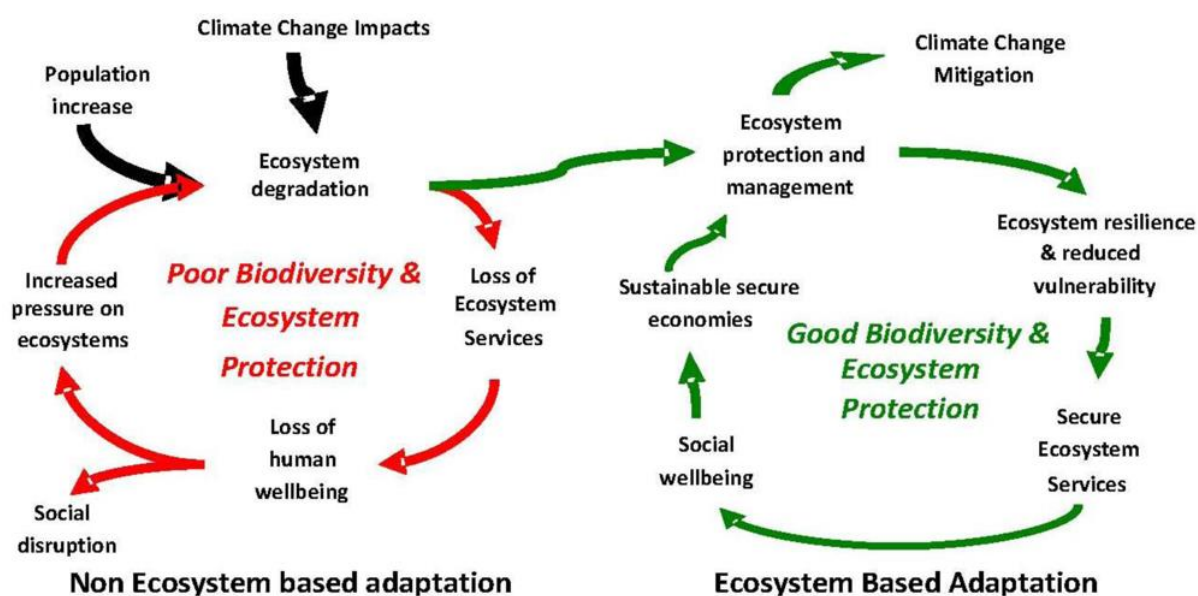 Climate Change Impacts
Population
increase
Ecosystem
degradation
Increased
pressure on
ecosystems
Poor Biodiversity &
Ecosystem
Protection
Loss of
Ecosystem
Services
Loss of
human
wellbeing
Social
disruption
Non Ecosystem based adaptation
Climate Change
Mitigation
Ecosystem
protection and
management
Ecosystem resilience
& reduced
vulnerability
Sustainable secure
economies
Good Biodiversity &
Ecosystem
Protection
Secure
Ecosystem
Services
Social
wellbeing
Ecosystem Based Adaptation